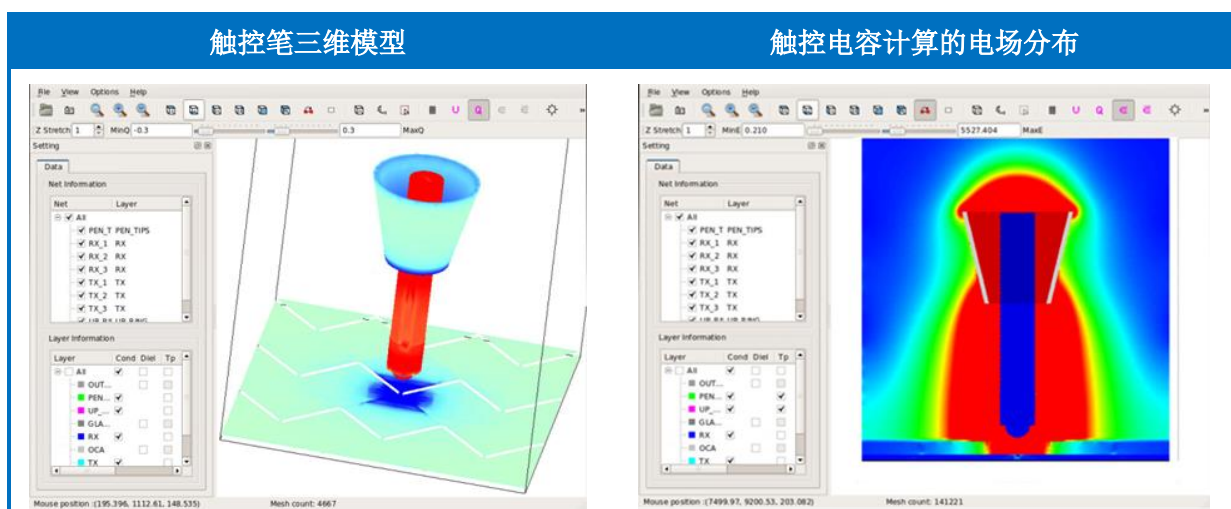 触控笔三维模型
触控电容计算的电场分布
File View Options Help
Z Stretch 1 MinQ -0.3 0.3 MaxQ
Setting
Data
Net Information
Net Layer
All
PEN_T PEN_TIPS
RX_1 RX
RX_2 RX
RX_3 RX
TX_1 TX
TX_2 TX
TX_3 TX
Layer Information
Layer Cond Diel Tp
All
OUT...
PEN...
UP_...
GLA...
RX
OCA
TX
Mouse position :(195.396, 1112.61, 148.535) Mesh count: 4667
File View Options Help
Z Stretch 1 MinE 0.210 5527.404 MaxE
Setting
Data
Net Information
Net Layer
All
PEN_T PEN_TIPS
RX_1 RX
RX_2 RX
RX_3 RX
TX_1 TX
TX_2 TX
TX_3 TX
Layer Information
Layer Cond Diel Tp
All
OUT...
PEN...
UP_...
GLA...
RX
OCA
TX
Mouse position :(7499.97, 9200.53, 203.082) Mesh count: 141221